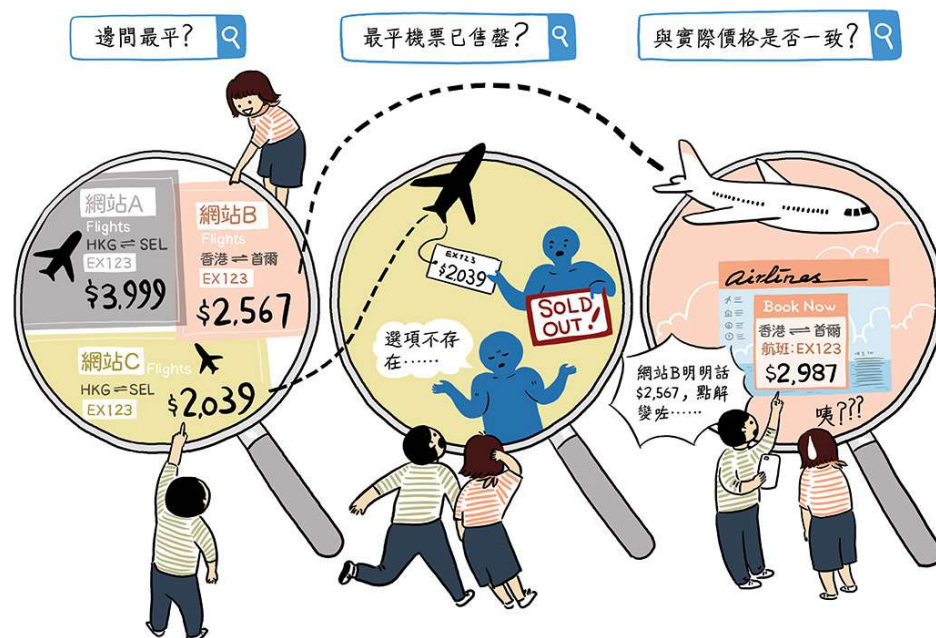 邊間最平?
最平機票已售罄?
與實際價格是否一致?
網站A
Flights
HKG ⇌ SEL
EX123
$3,999
網站B
Flights
香港 ⇌ 首爾
EX123
$2,567
網站C
Flights
HKG ⇌ SEL
EX123
$2,039
EX123
$2039
SOLD
OUT!
選項不存
在……
airlines
Book Now
香港 ⇌ 首爾
航班:EX123
$2,987
網站B明明話
$2,567，點解
變咗……
咦???